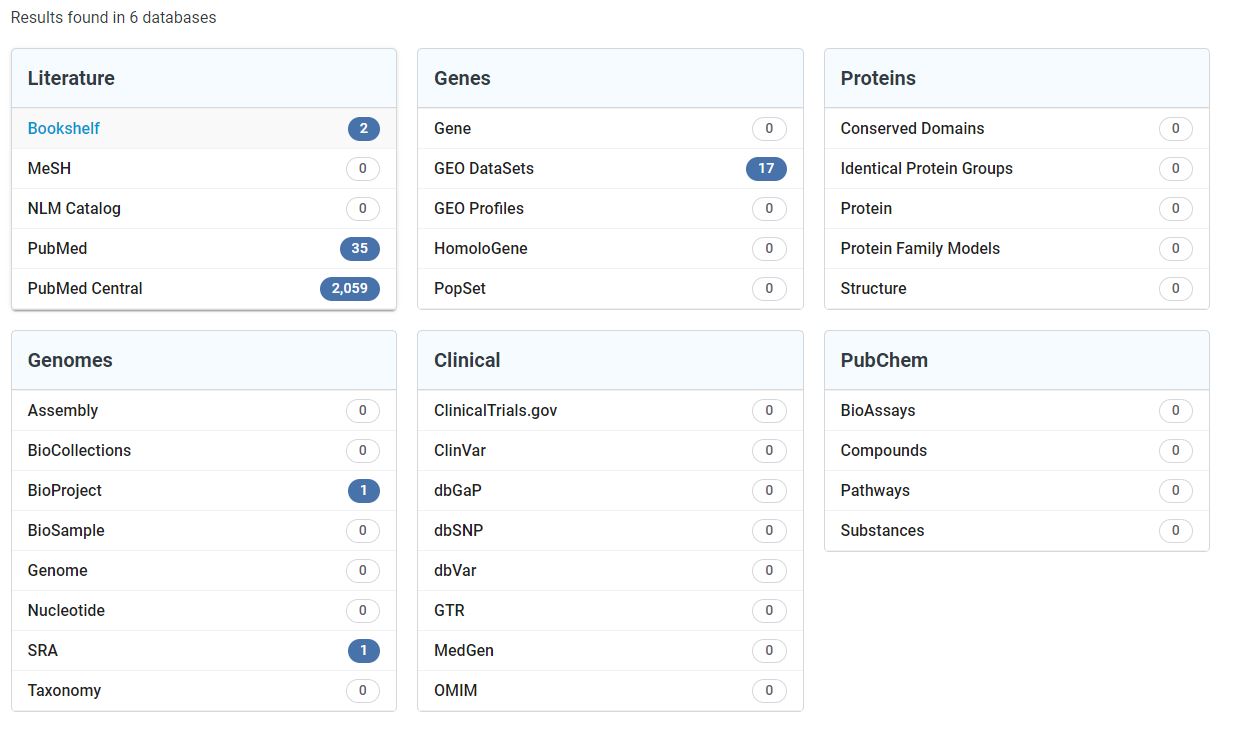 Results found in 6 databases
Literature
Bookshelf 2
MeSH 0
NLM Catalog 0
PubMed 35
PubMed Central 2,059
Genes
Gene 0
GEO DataSets 17
GEO Profiles 0
HomoloGene 0
PopSet 0
Proteins
Conserved Domains 0
Identical Protein Groups 0
Protein 0
Protein Family Models 0
Structure 0
Genomes
Assembly 0
BioCollections 0
BioProject 1
BioSample 0
Genome 0
Nucleotide 0
SRA 1
Taxonomy 0
Clinical
ClinicalTrials.gov 0
ClinVar 0
dbGaP 0
dbSNP 0
dbVar 0
GTR 0
MedGen 0
OMIM 0
PubChem
BioAssays 0
Compounds 0
Pathways 0
Substances 0